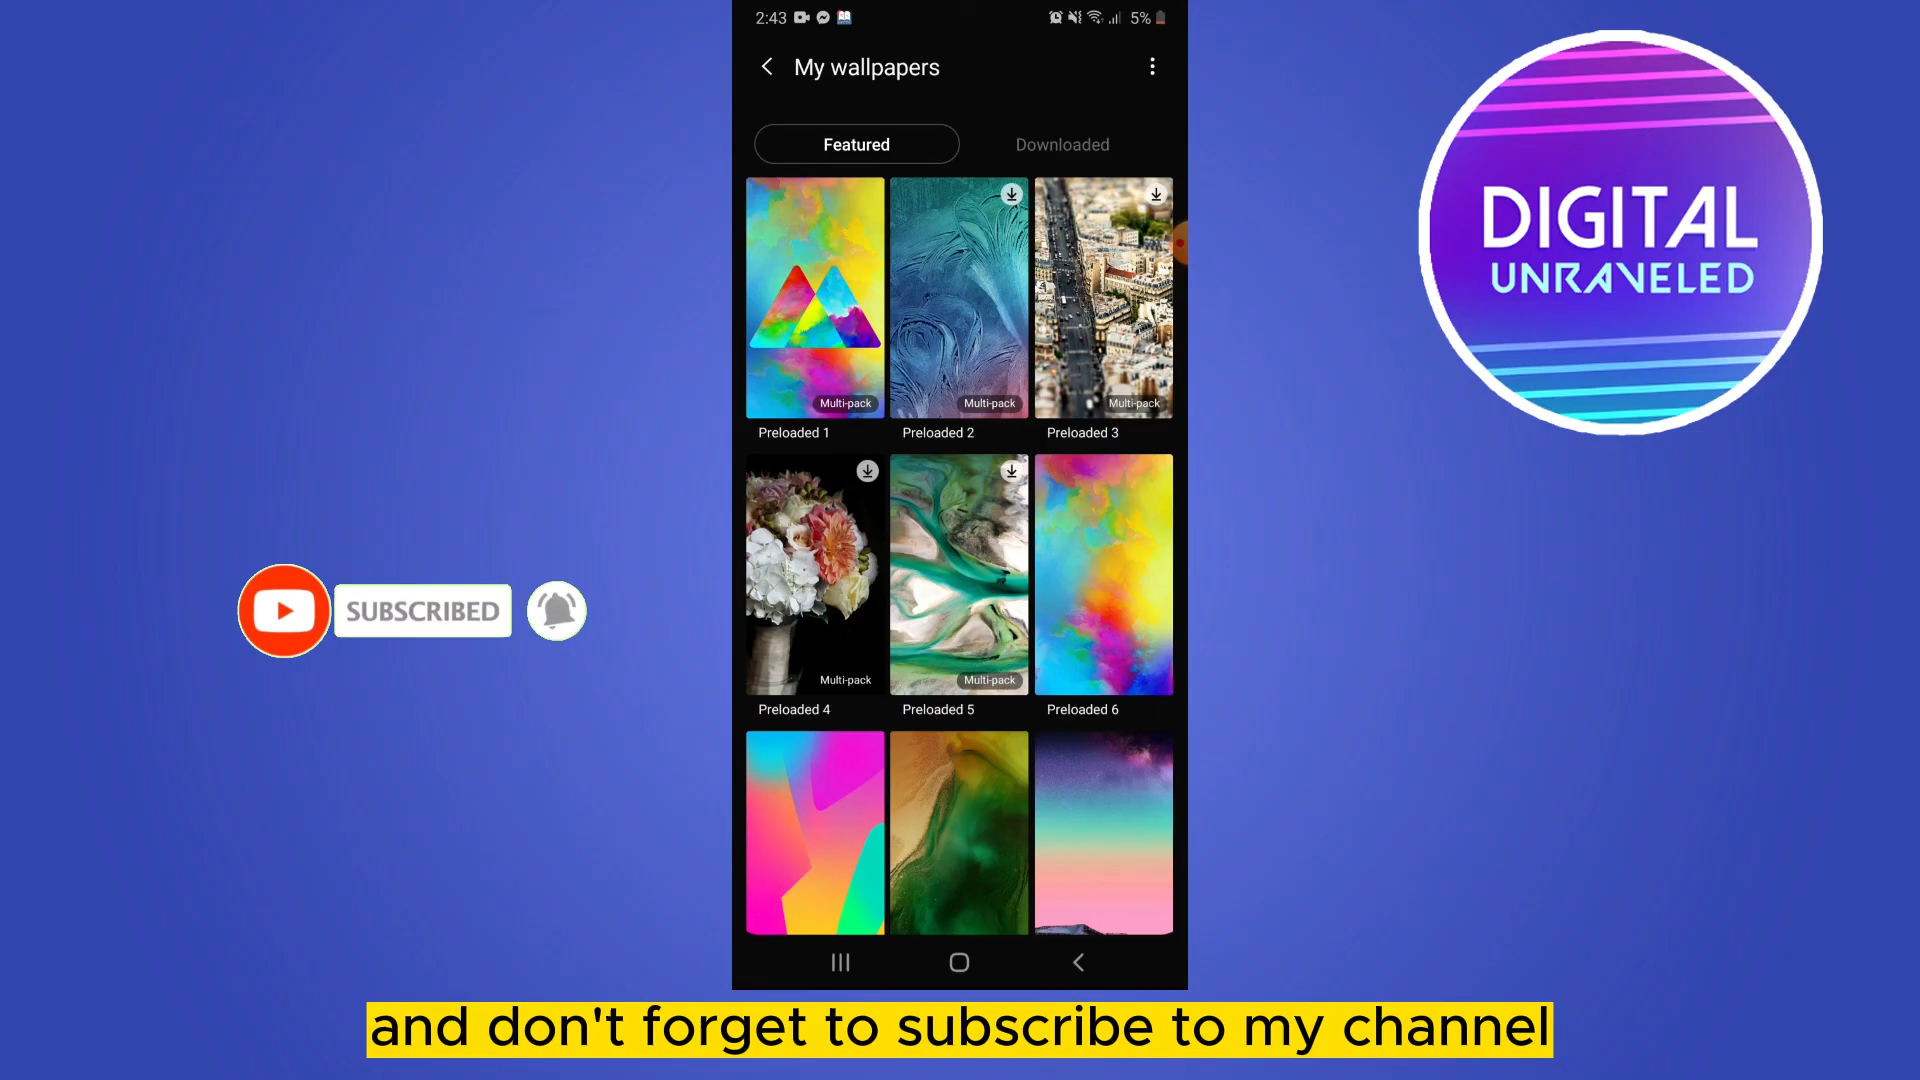 2:43
5%
My wallpapers
Featured
Downloaded
Multi-pack
Multi-pack
Multi-pack
Preloaded 1
Preloaded 2
Preloaded 3
Multi-pack
Multi-pack
Preloaded 4
Preloaded 5
Preloaded 6
DIGITAL
UNRAVELED
SUBSCRIBED
and don't forget to subscribe to my channel